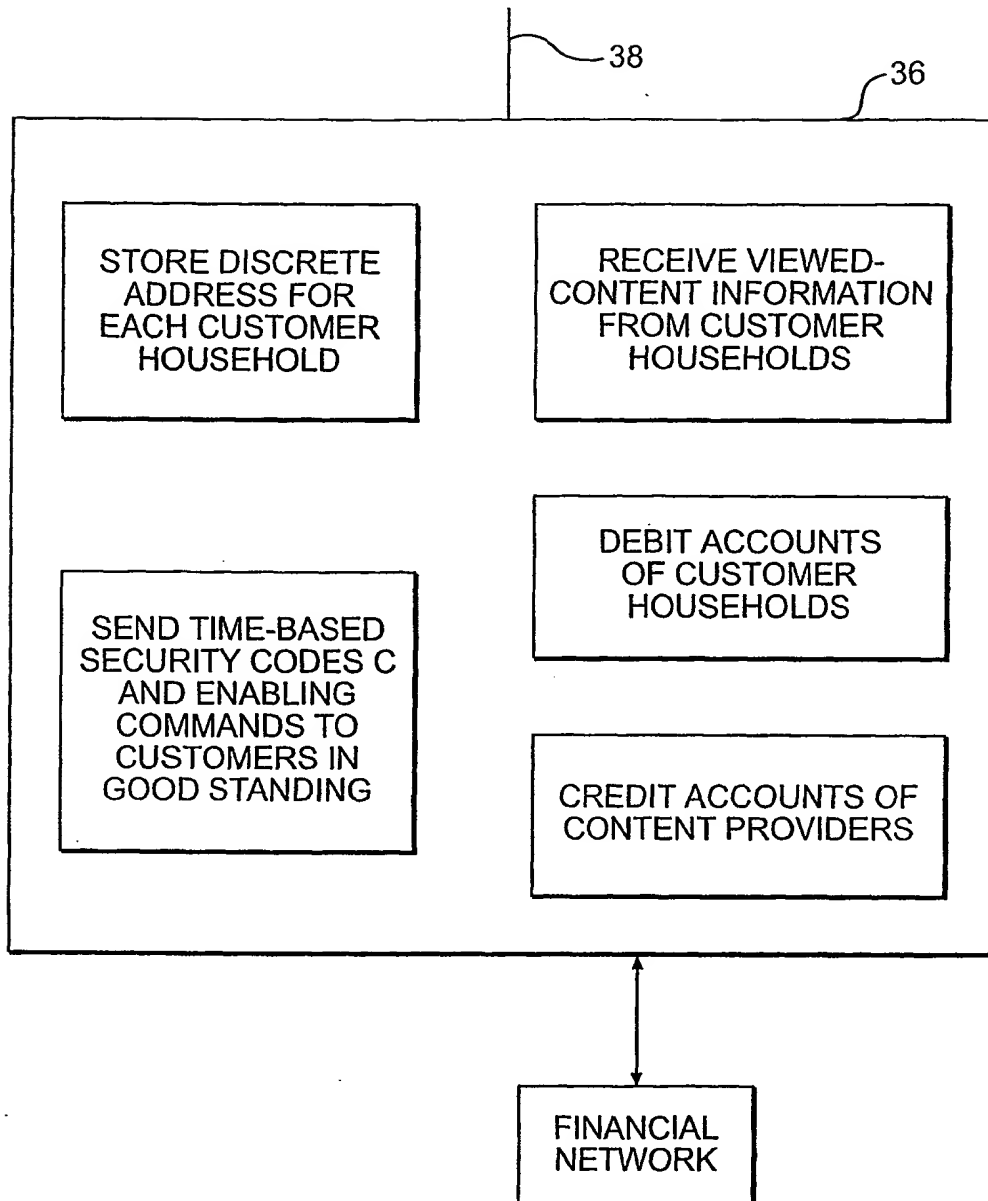 38
36
STORE DISCRETE
ADDRESS FOR
EACH CUSTOMER
HOUSEHOLD
RECEIVE VIEWED-
CONTENT INFORMATION
FROM CUSTOMER
HOUSEHOLDS
SEND TIME-BASED
SECURITY CODES C
AND ENABLING
COMMANDS TO
CUSTOMERS IN
GOOD STANDING
DEBIT ACCOUNTS
OF CUSTOMER
HOUSEHOLDS
CREDIT ACCOUNTS OF
CONTENT PROVIDERS
FINANCIAL
NETWORK